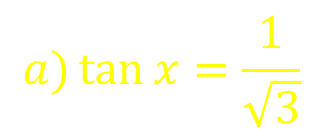 a) tan x = 1/√3